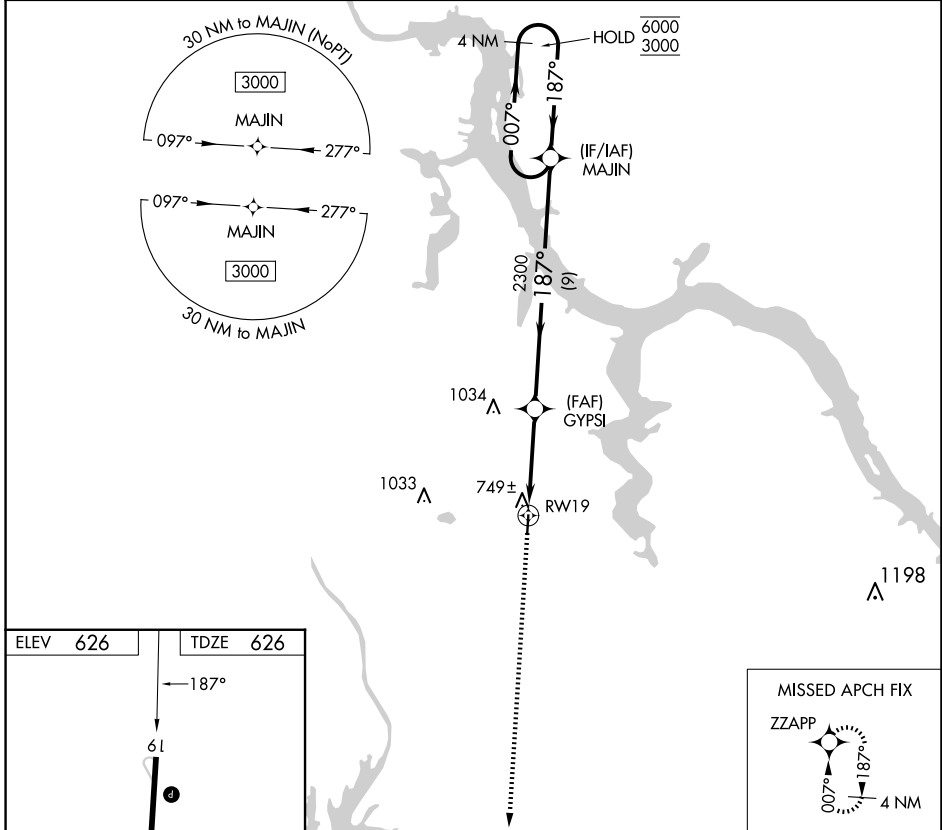 30 NM to MAJIN (NoPT)
3000
MAJIN
097°
277°
097°
277°
MAJIN
3000
30 NM to MAJIN
4 NM
HOLD
6000
3000
007°
187°
(IF/IAF)
MAJIN
2300
187°
(9)
1034
(FAF)
GYPSI
1033
749±
RW19
1198
ELEV 626
TDZE 626
187°
19
P
MISSED APCH FIX
ZZAPP
007°
187°
4 NM